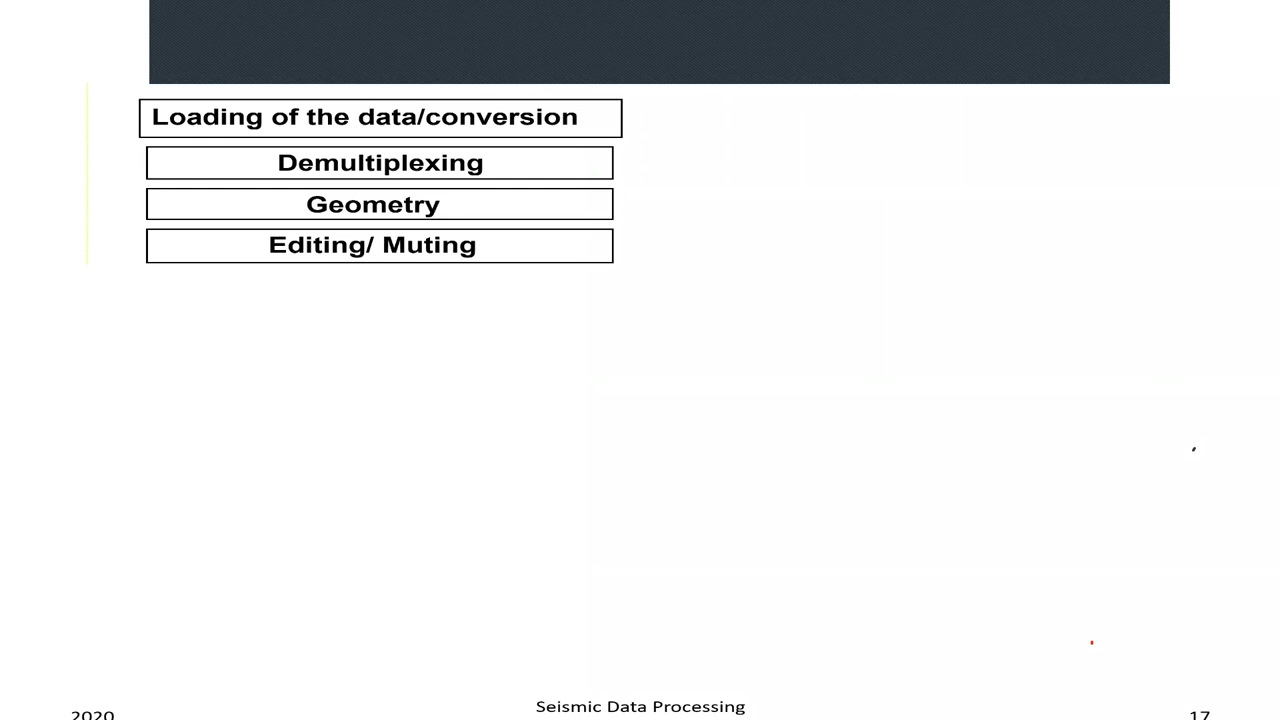 Loading of the data/conversion
Demultiplexing
Geometry
Editing/ Muting
Seismic Data Processing
2020
17